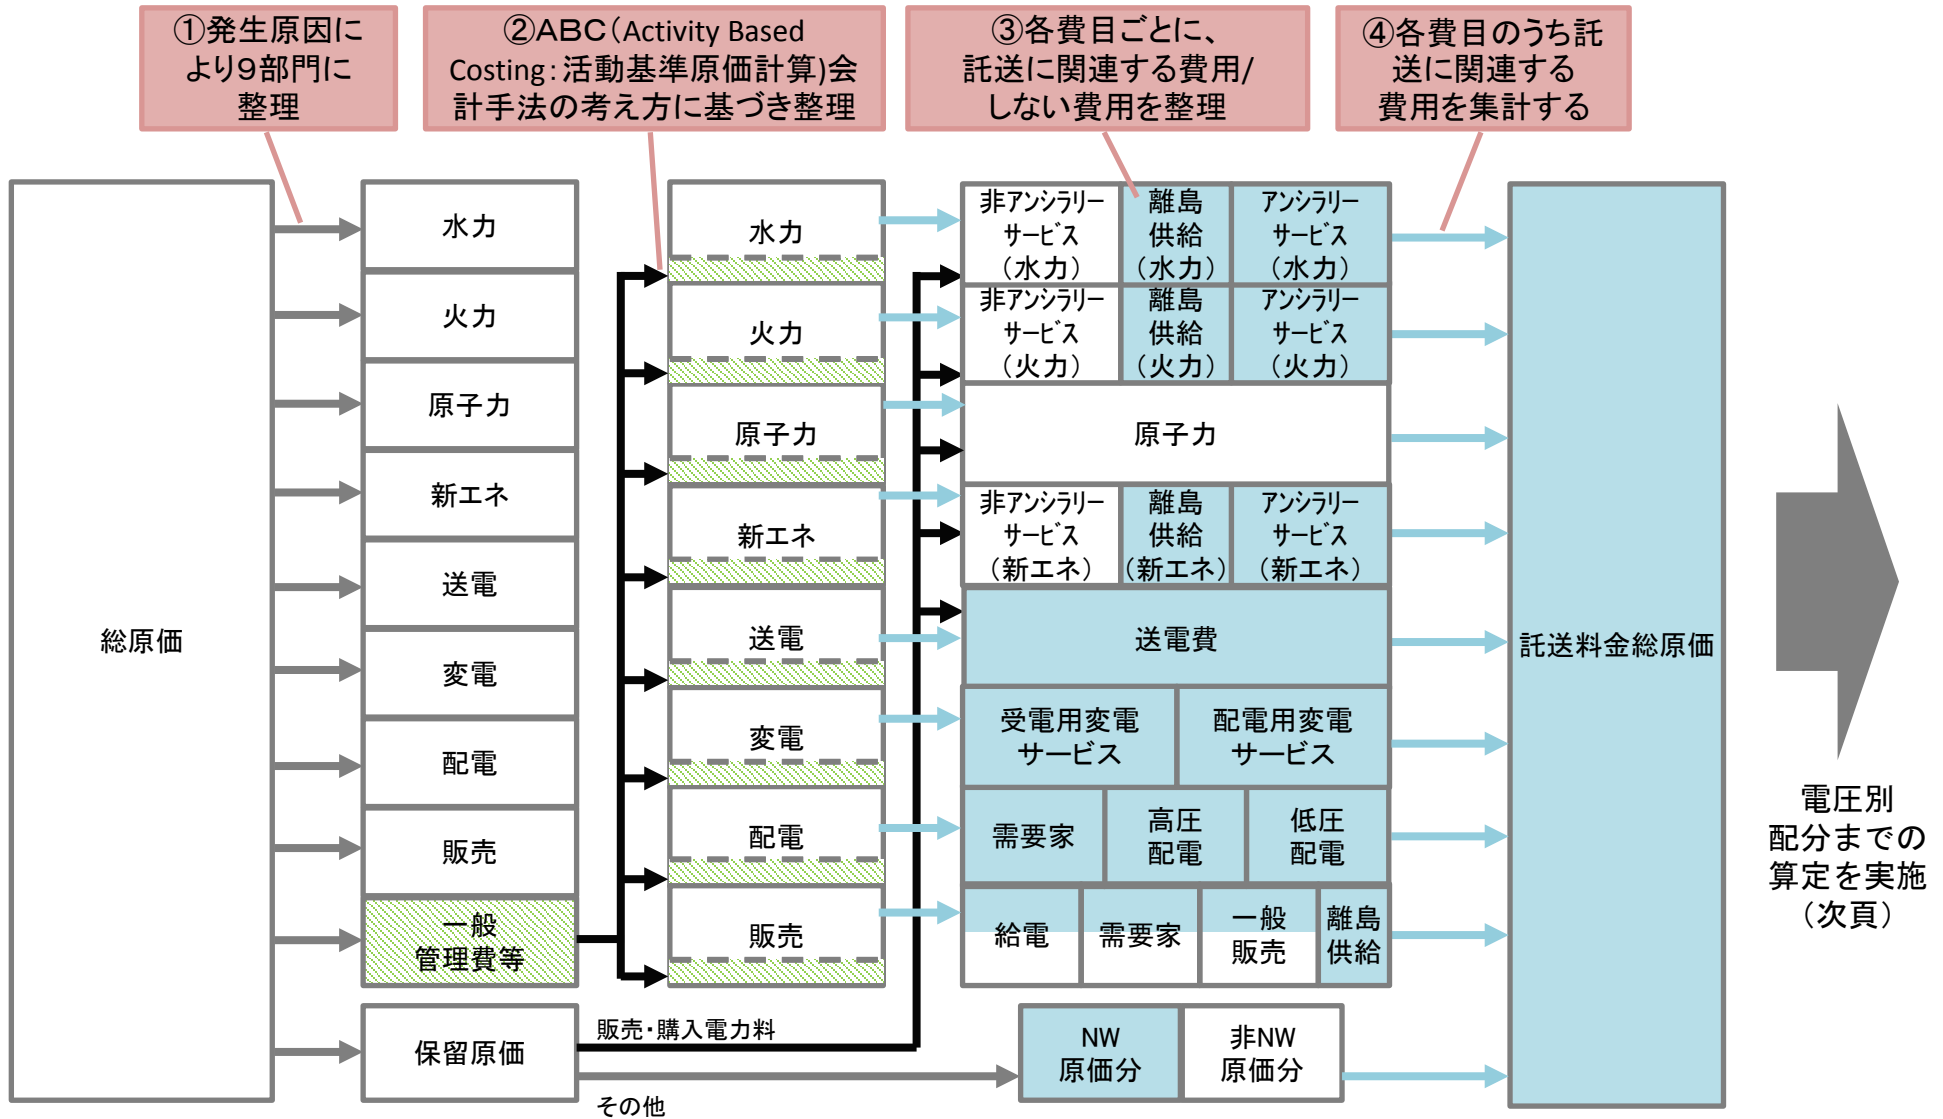 ①発生原因に
より9部門に
整理
②ABC(Activity Based
Costing:活動基準原価計算)会
計手法の考え方に基づき整理
③各費目ごとに、
託送に関連する費用/
しない費用を整理
④各費目のうち託
送に関連する
費用を集計する
総原価
水力
火力
原子力
新エネ
送電
変電
配電
販売
一般
管理費等
保留原価
水力
火力
原子力
新エネ
送電
変電
配電
販売
販売・購入電力料
その他
非アンシラリー
サービス
(水力)
離島
供給
(水力)
アンシラリー
サービス
(水力)
非アンシラリー
サービス
(火力)
離島
供給
(火力)
アンシラリー
サービス
(火力)
原子力
非アンシラリー
サービス
(新エネ)
離島
供給
(新エネ)
アンシラリー
サービス
(新エネ)
送電費
受電用変電
サービス
配電用変電
サービス
需要家
高圧
配電
低圧
配電
給電
需要家
一般
販売
離島
供給
NW
原価分
非NW
原価分
託送料金総原価
電圧別
配分までの
算定を実施
(次頁)